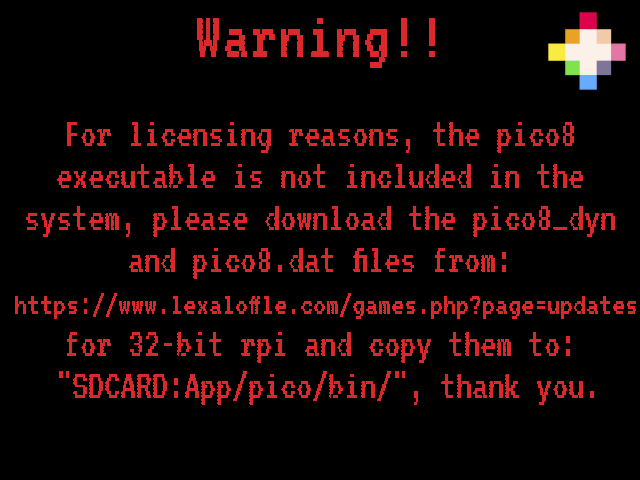 Warning!!
For licensing reasons, the pico8
executable is not included in the
system, please download the pico8_dyn
and pico8.dat files from:
https://www.lexaloffle.com/games.php?page=updates
for 32-bit rpi and copy them to:
"SDCARD:App/pico/bin/", thank you.